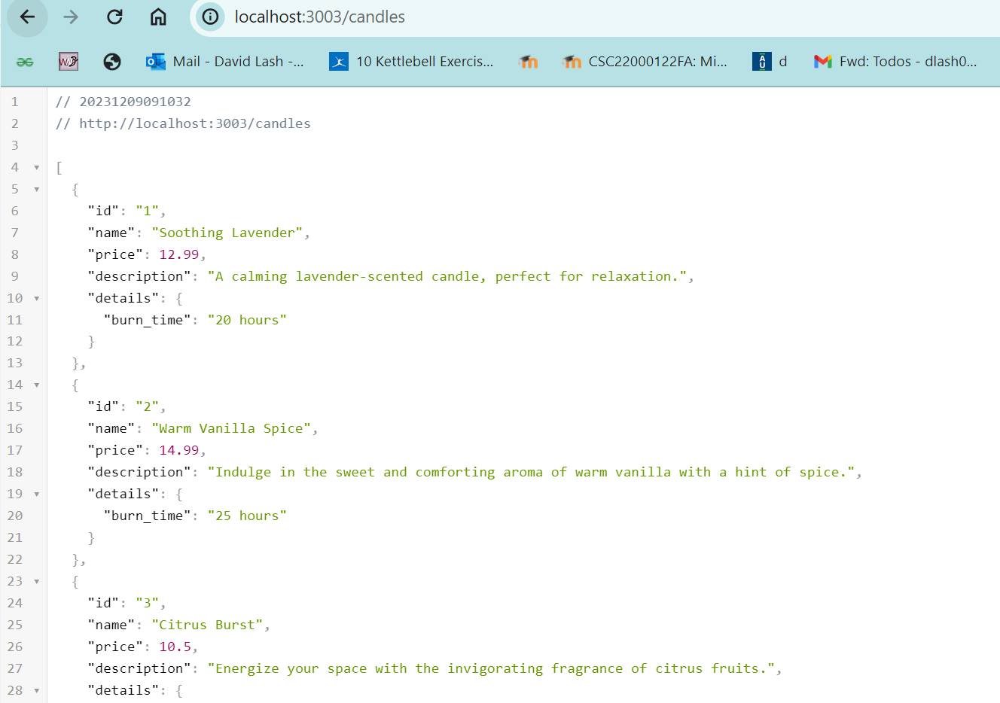 localhost:3003/candles
Mail - David Lash -... 10 Kettlebell Exercis... CSC22000122FA: Mi... d Fwd: Todos - dlash0...
1 // 20231209091032
2 // http://localhost:3003/candles
3
4 [
5 {
6 "id": "1",
7 "name": "Soothing Lavender",
8 "price": 12.99,
9 "description": "A calming lavender-scented candle, perfect for relaxation.",
10 "details": {
11 "burn_time": "20 hours"
12 }
13 },
14 {
15 "id": "2",
16 "name": "Warm Vanilla Spice",
17 "price": 14.99,
18 "description": "Indulge in the sweet and comforting aroma of warm vanilla with a hint of spice.",
19 "details": {
20 "burn_time": "25 hours"
21 }
22 },
23 {
24 "id": "3",
25 "name": "Citrus Burst",
26 "price": 10.5,
27 "description": "Energize your space with the invigorating fragrance of citrus fruits.",
28 "details": {